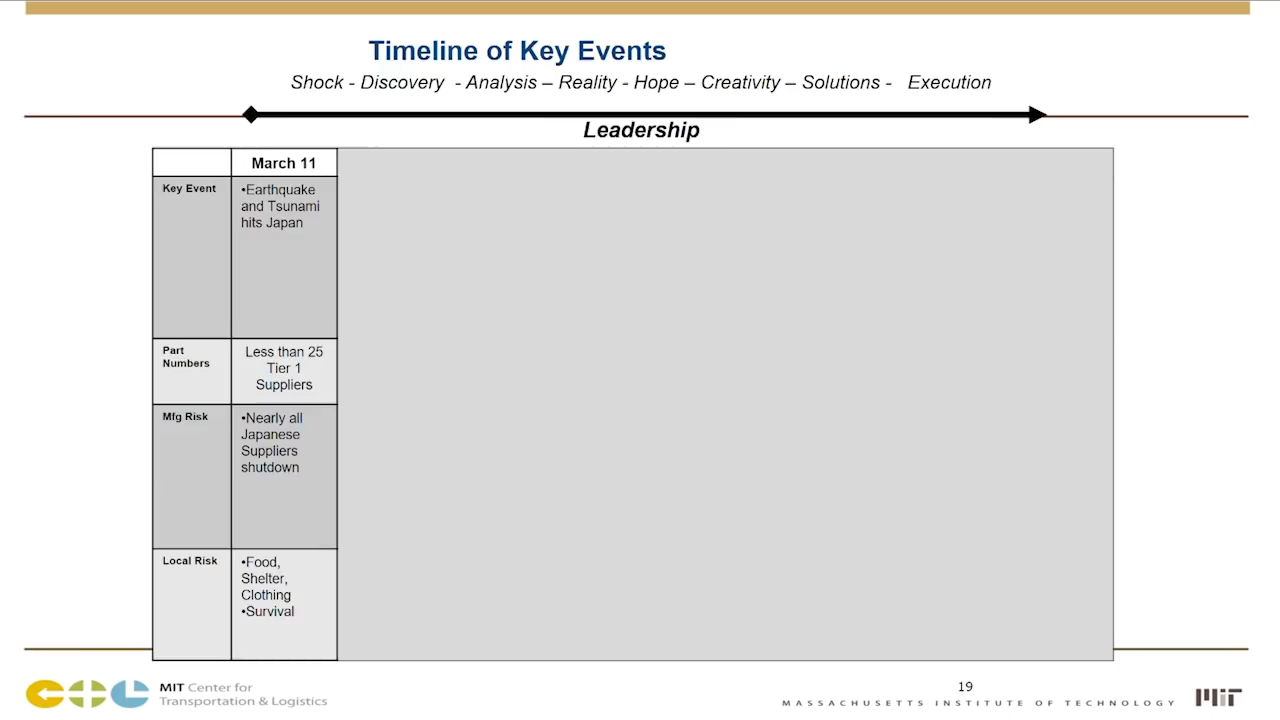 Timeline of Key Events
Shock - Discovery - Analysis – Reality - Hope – Creativity – Solutions - Execution
Leadership
March 11
Key Event
•Earthquake
and Tsunami
hits Japan
Part
Numbers
Less than 25
Tier 1
Suppliers
Mfg Risk
•Nearly all
Japanese
Suppliers
shutdown
Local Risk
•Food,
Shelter,
Clothing
•Survival
MIT Center for
Transportation & Logistics
19
MASSACHUSETTS INSTITUTE OF TECHNOLOGY
MIT